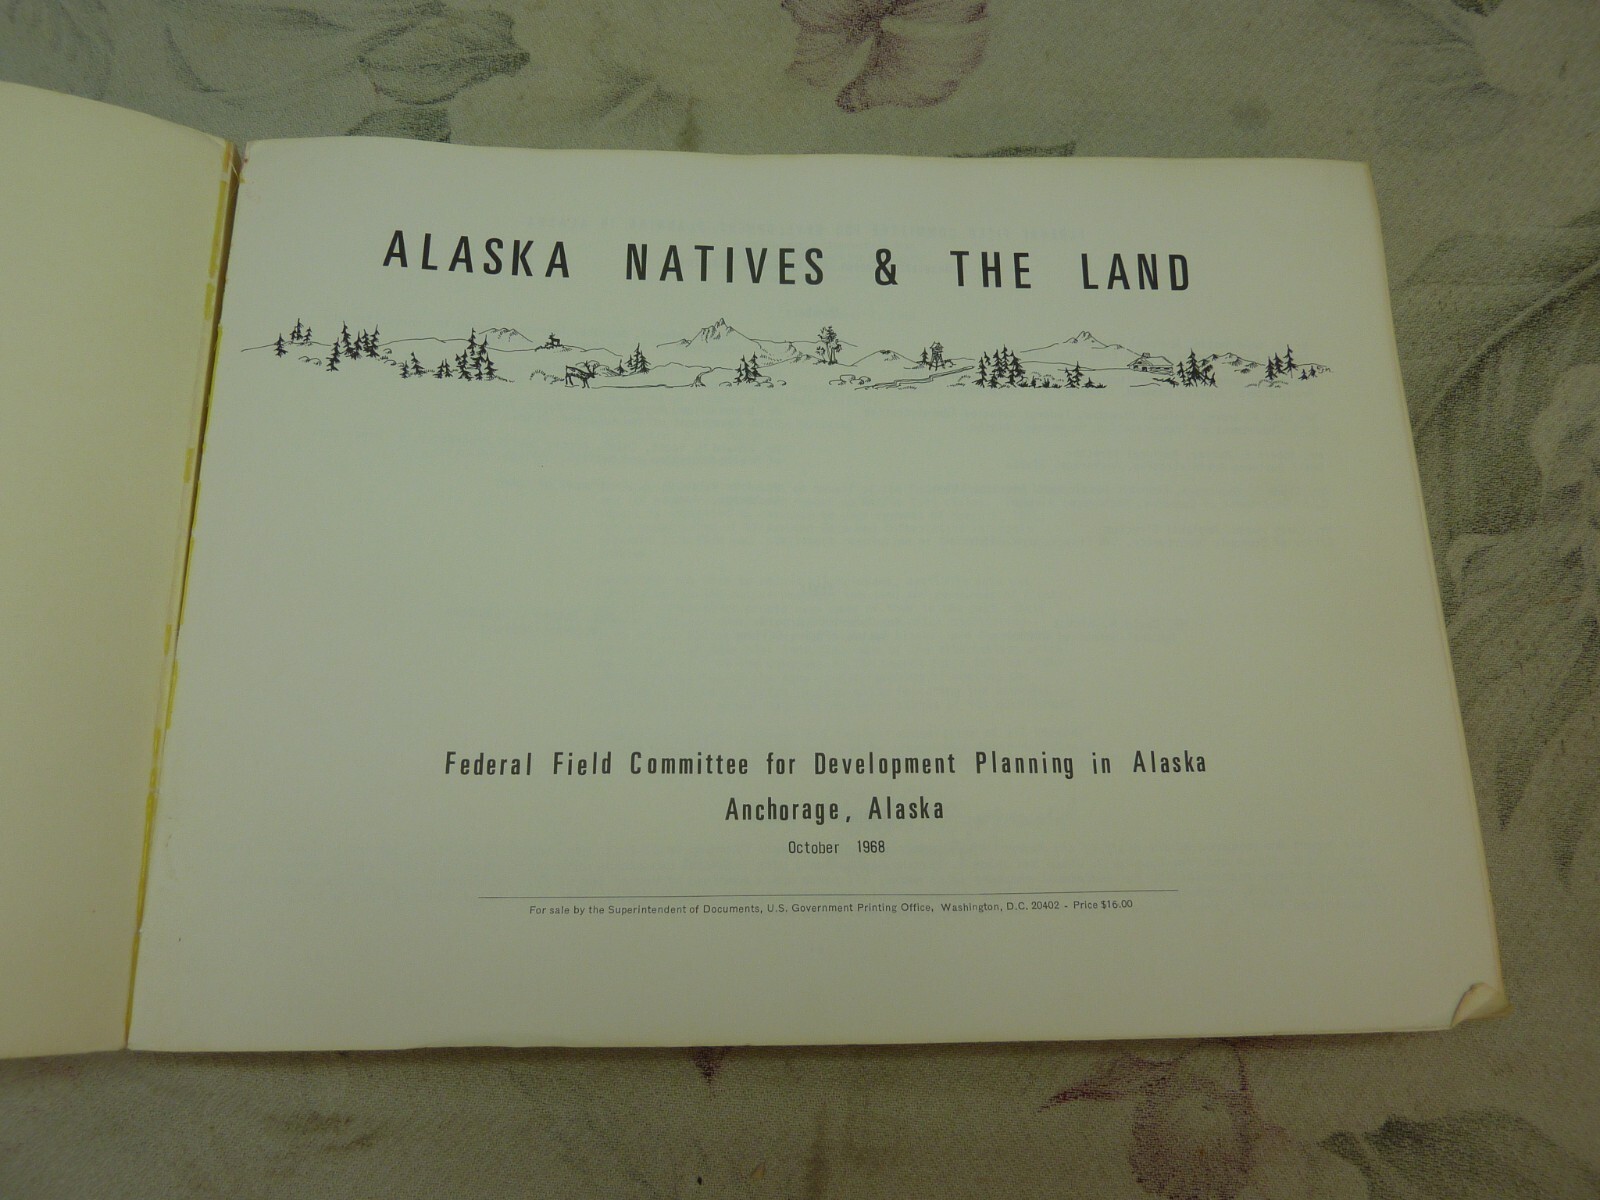 ALASKA NATIVES & THE LAND
Federal Field Committee for Development Planning in Alaska
Anchorage, Alaska
October 1968
For sale by the Superintendent of Documents, U.S. Government Printing Office, Washington, D.C. 20402 - Price $16.00